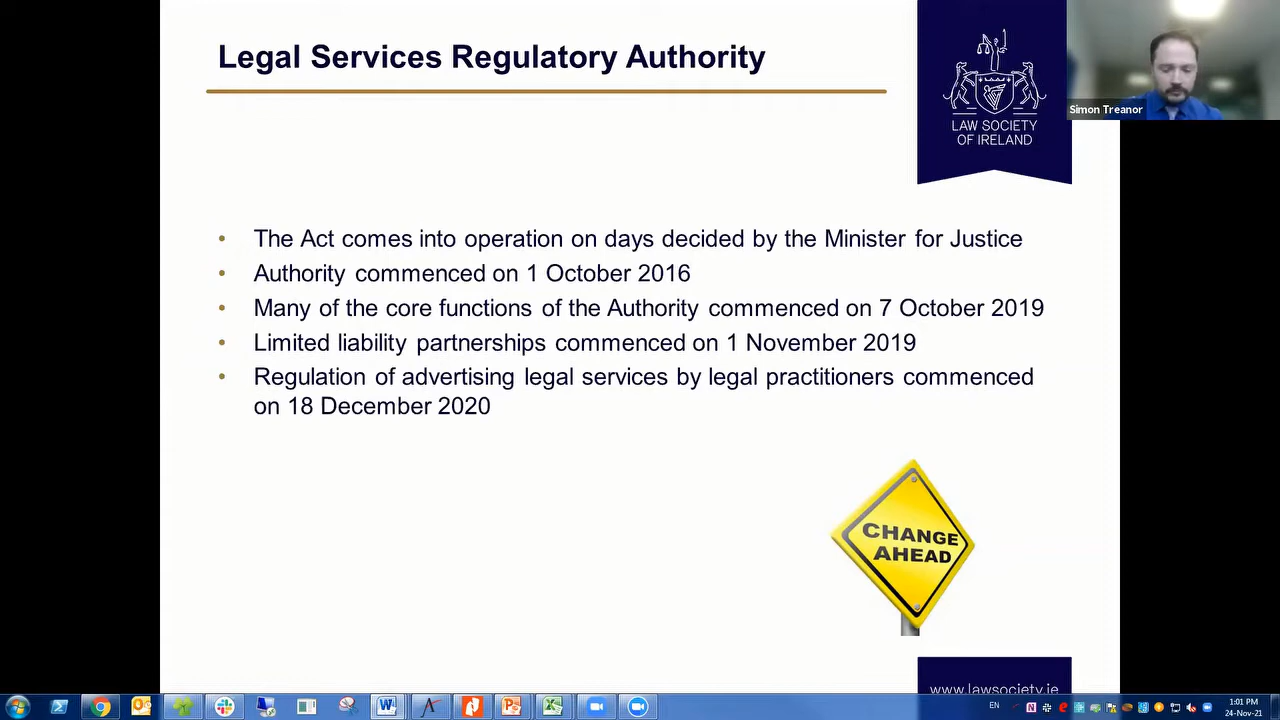 Legal Services Regulatory Authority
LAW SOCIETY
OF IRELAND
Simon Treanor
• The Act comes into operation on days decided by the Minister for Justice
• Authority commenced on 1 October 2016
• Many of the core functions of the Authority commenced on 7 October 2019
• Limited liability partnerships commenced on 1 November 2019
• Regulation of advertising legal services by legal practitioners commenced
on 18 December 2020
CHANGE
AHEAD
www.lawsociety.ie
EN
1:01 PM
24-Nov-21